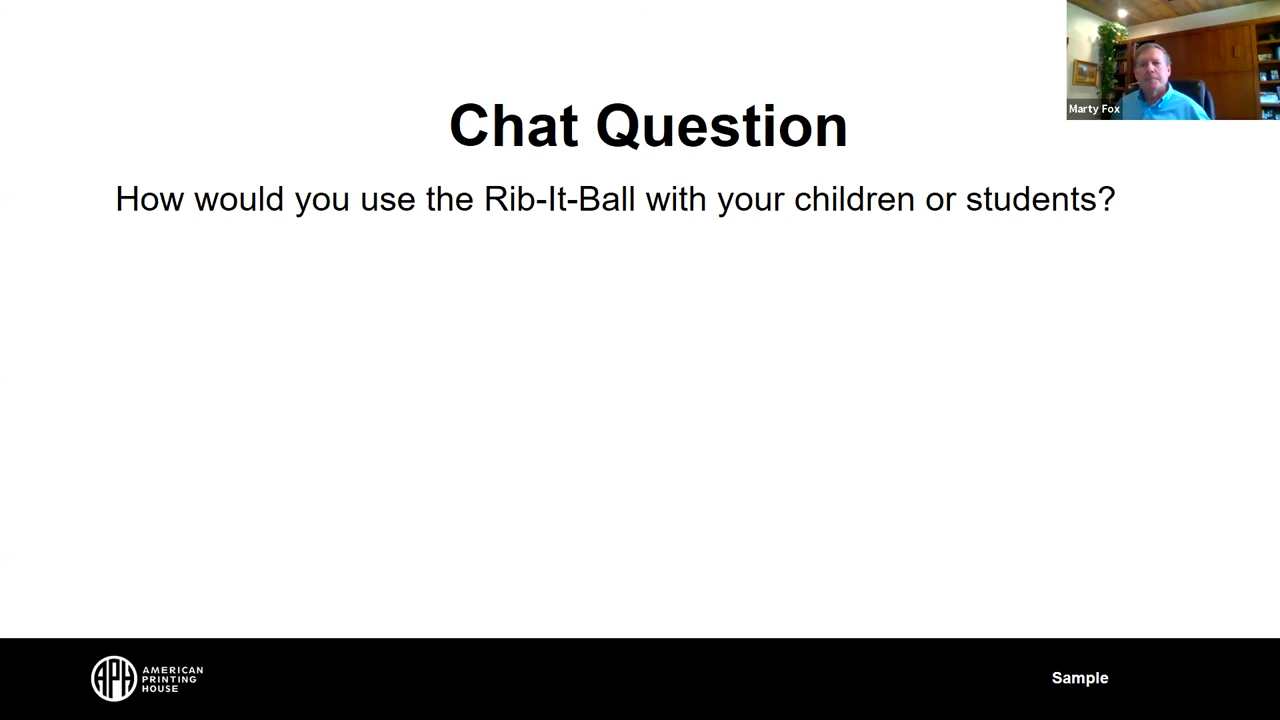 Marty Fox
Chat Question
How would you use the Rib-It-Ball with your children or students?
APH
AMERICAN
PRINTING
HOUSE
Sample